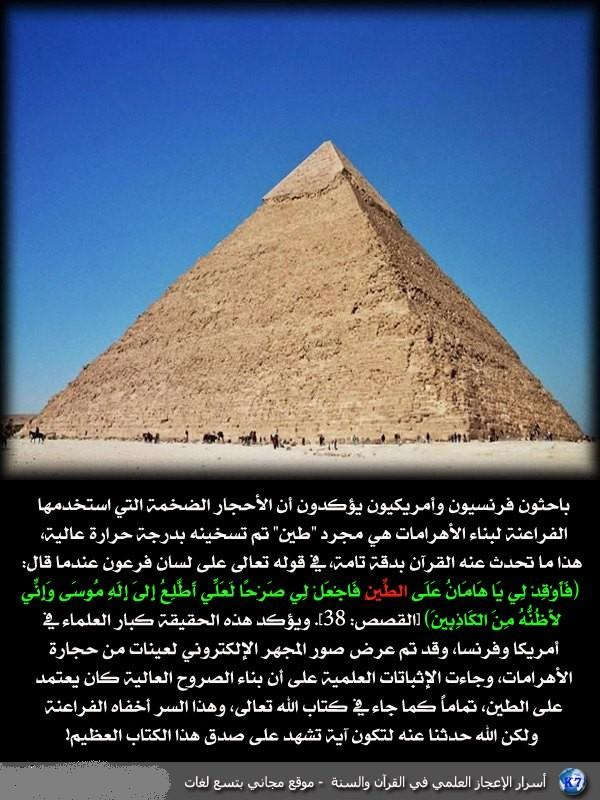 باحثون فرنسيون وأمريكيون يؤكدون أن الأحجار الضخمة التي استخدمها
الفراعنة لبناء الأهرامات هي مجرد "طين" تم تسخينه بدرجة حرارة عالية،
هذا ما تحدث عنه القرآن بدقة تامة، في قوله تعالى على لسان فرعون عندما قال:
(فَأَوْقِدْ لِي يَا هَامَانُ عَلَى الطِّينِ فَاجْعَلْ لِي صَرْحًا لَعَلِّي أَطَّلِعُ إِلَى إِلَهِ مُوسَى وَإِنِّي
لَأَظُنُّهُ مِنَ الْكَاذِبِينَ) [القصص: 38]. ويؤكد هذه الحقيقة كبار العلماء في
أمريكا وفرنسا، وقد تم عرض صور المجهر الإلكتروني لعينات من حجارة
الأهرامات، وجاءت الإثباتات العلمية على أن بناء الصروح العالية كان يعتمد
على الطين، تماماً كما جاء في كتاب الله تعالى، وهذا السر أخفاه الفراعنة
ولكن الله حدثنا عنه لتكون آية تشهد على صدق هذا الكتاب العظيم!
K7 أسرار الإعجاز العلمي في القرآن والسنة - موقع مجاني بتسع لغات